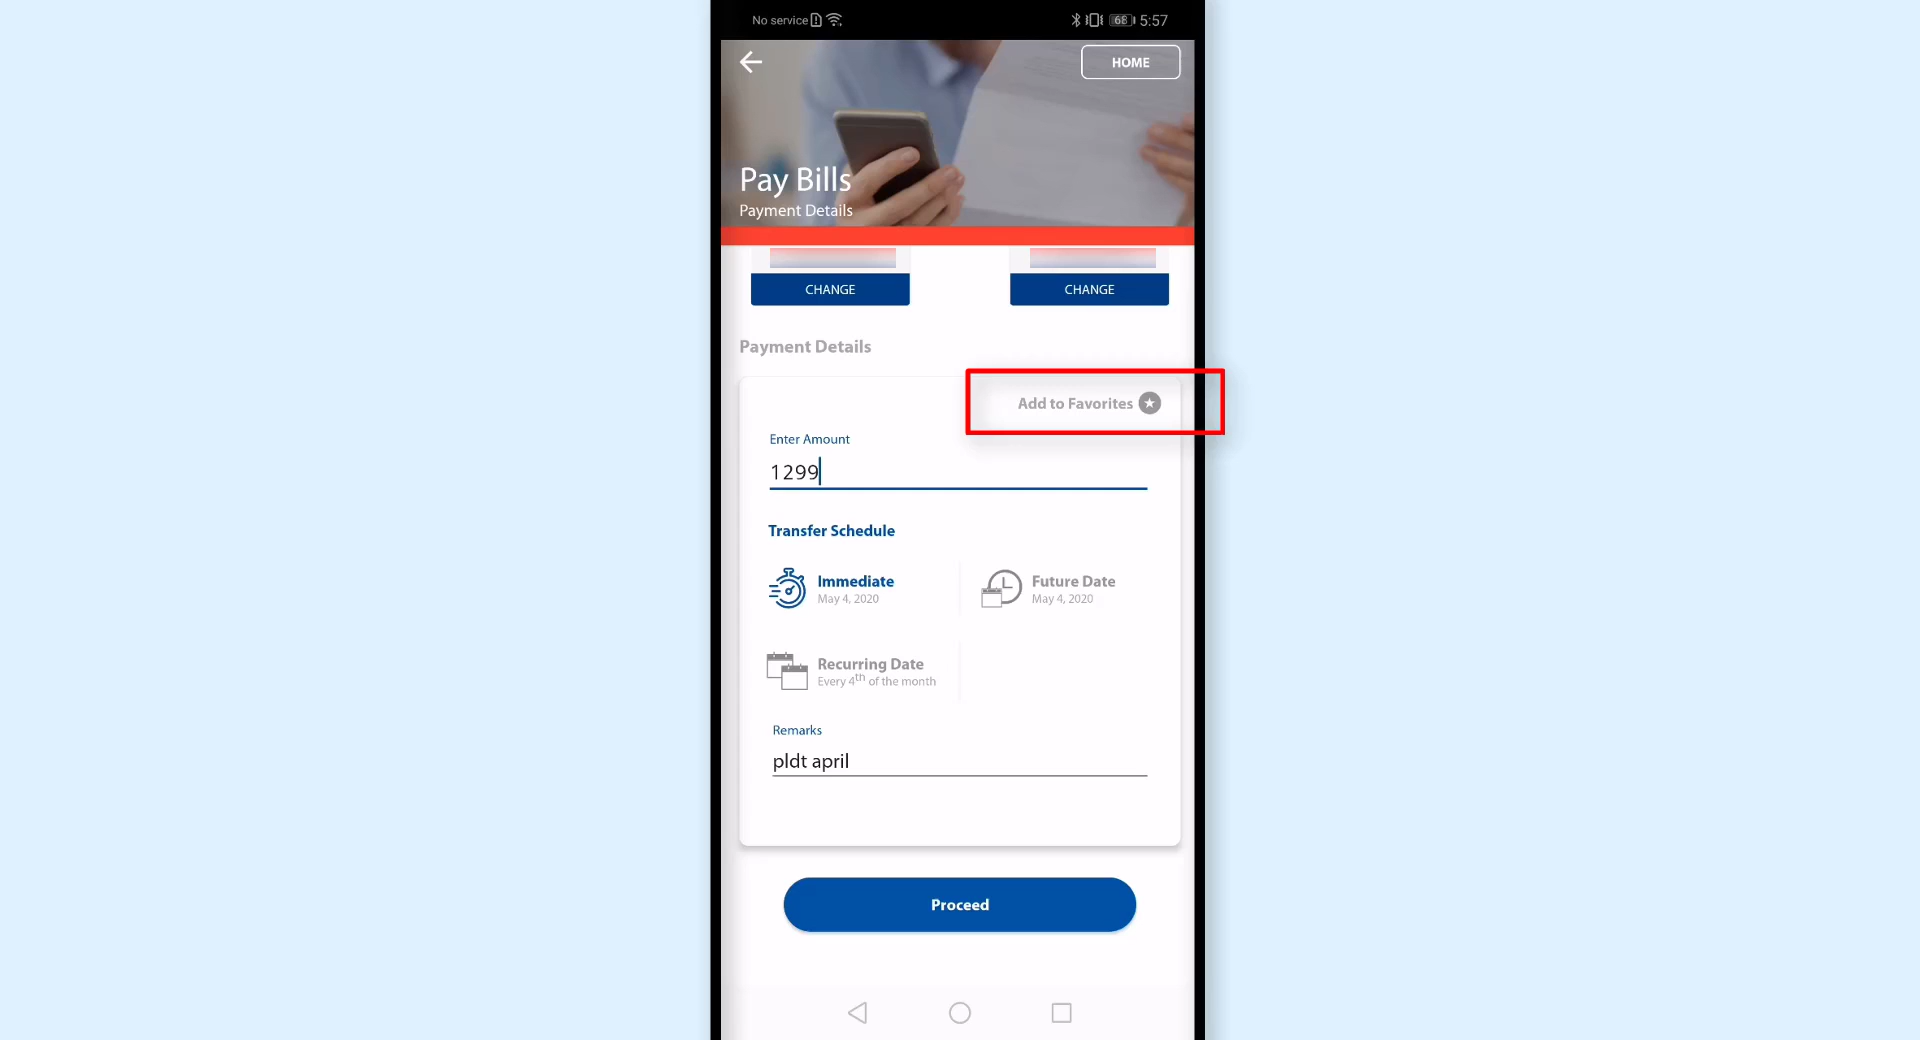 No service
68 5:57
HOME
Pay Bills
Payment Details
CHANGE CHANGE
Payment Details
Add to Favorites
Enter Amount
1299
Transfer Schedule
Immediate
May 4, 2020
Future Date
May 4, 2020
Recurring Date
Every 4th of the month
Remarks
pldt april
Proceed